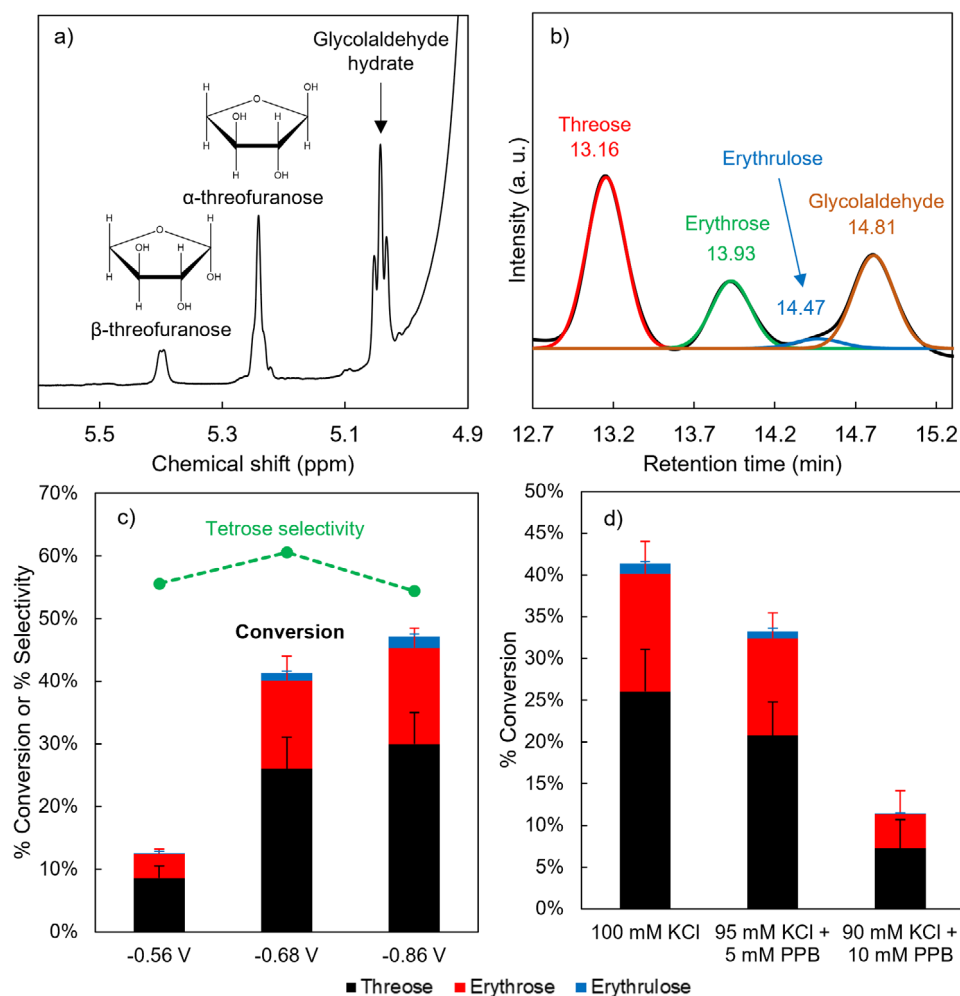 a)
Glycolaldehyde
hydrate
OH
H
O
OH
H
H
H
H
OH
α-threofuranose
H
H
O
OH
H
H
OH
OH
β-threofuranose
5.5
5.3
5.1
4.9
Chemical shift (ppm)
b)
Intensity (a. u.)
Threose
13.16
Erythrose
13.93
Erythrulose
14.47
Glycolaldehyde
14.81
12.7
13.2
13.7
14.2
14.7
15.2
Retention time (min)
c)
% Conversion or % Selectivity
70%
60%
50%
40%
30%
20%
10%
0%
Tetrose selectivity
Conversion
-0.56 V
-0.68 V
-0.86 V
d)
% Conversion
50%
45%
40%
35%
30%
25%
20%
15%
10%
5%
0%
100 mM KCl
95 mM KCl +
5 mM PPB
90 mM KCl +
10 mM PPB
Threose
Erythrose
Erythrulose